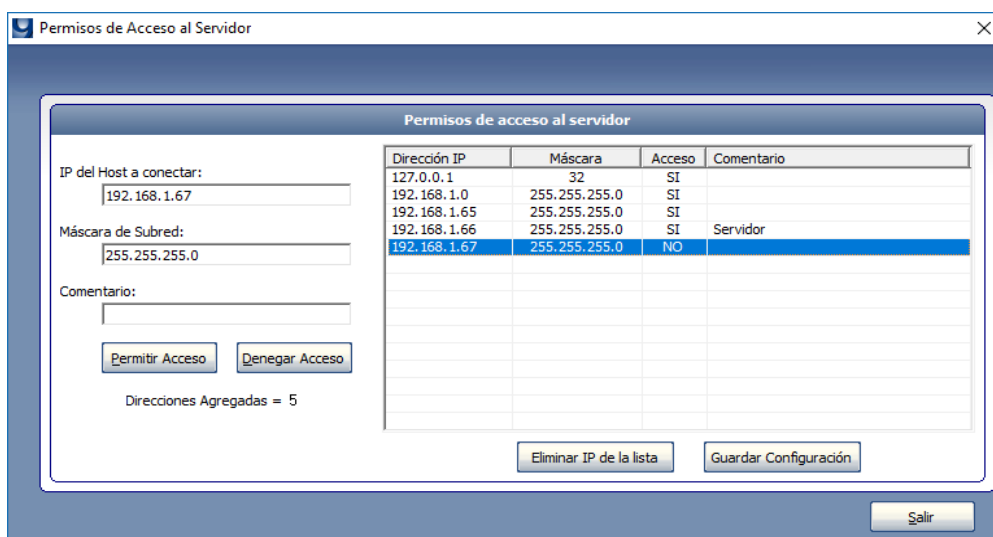 Permisos de Acceso al Servidor
Permisos de acceso al servidor
IP del Host a conectar:
192.168.1.67
Máscara de Subred:
255.255.255.0
Comentario:
Permitir Acceso Denegar Acceso
Direcciones Agregadas = 5
Dirección IP Máscara Acceso Comentario
127.0.0.1 32 SI
192.168.1.0 255.255.255.0 SI
192.168.1.65 255.255.255.0 SI
192.168.1.66 255.255.255.0 SI Servidor
192.168.1.67 255.255.255.0 NO
Eliminar IP de la lista Guardar Configuración
Salir